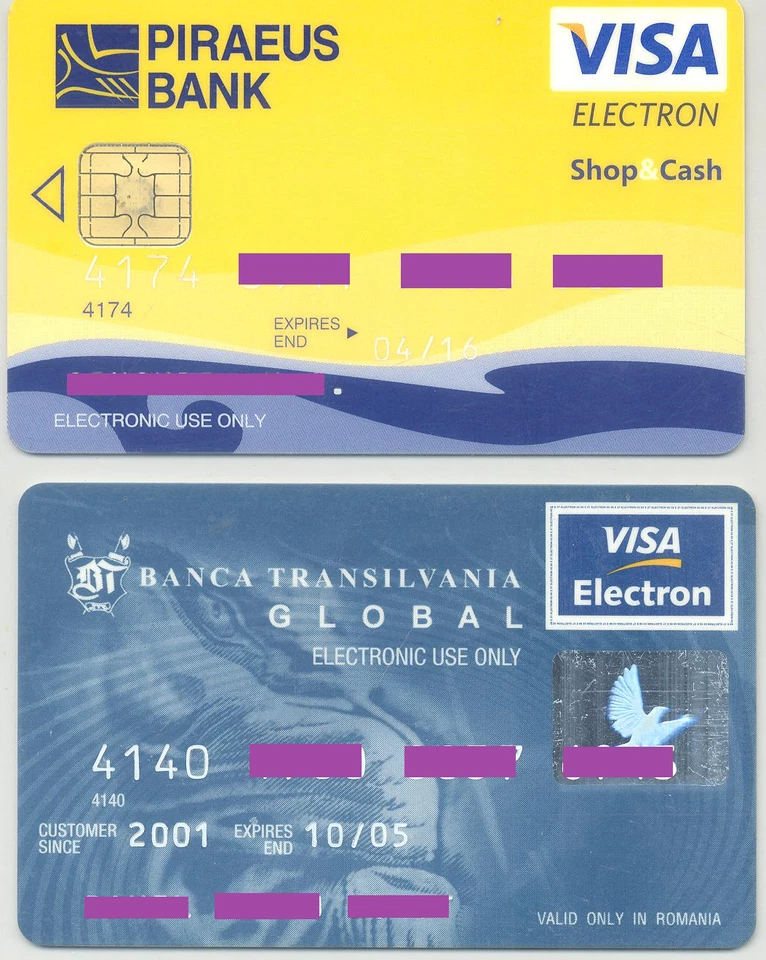 PIRAEUS
BANK
VISA
ELECTRON
Shop&Cash
4174
4174
EXPIRES
END
04/16
ELECTRONIC USE ONLY
BT BANCA TRANSILVANIA
GLOBAL
ELECTRONIC USE ONLY
VISA
Electron
4140
4140
CUSTOMER
SINCE
2001
EXPIRES
END
10/05
VALID ONLY IN ROMANIA